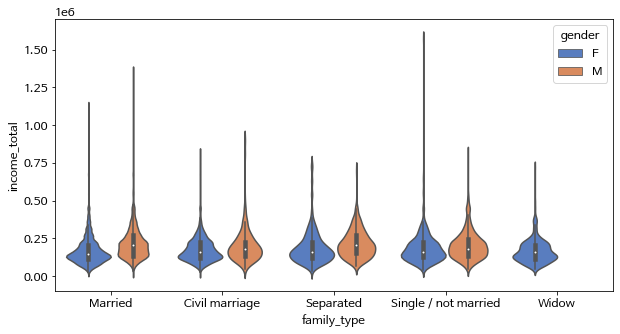 1e6
gender
F
M
1.50
1.25
1.00
0.75
0.50
0.25
0.00
income_total
Married Civil marriage Separated Single / not married Widow
family_type